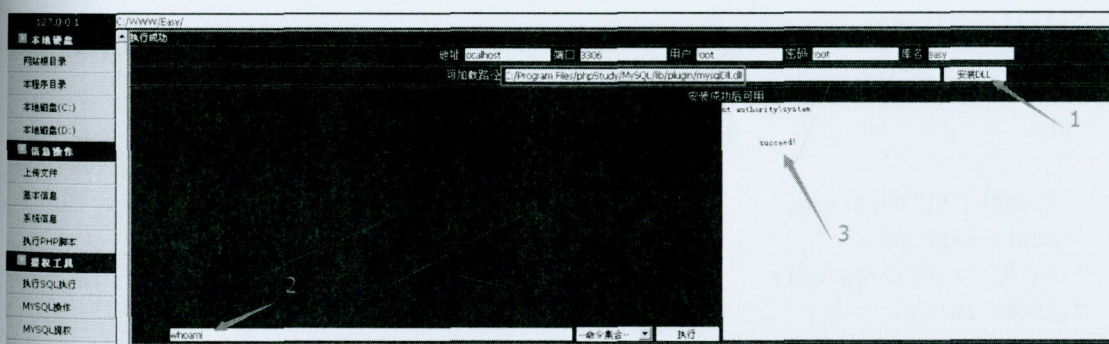 127.0.0.1
C:/WWW/Easy/
本地硬盘
执行成功
地址 ocalhost 端口 3306 用户 oot 密码 root 库名 easy
网站根目录
可加载路径 C:/Program Files/phpStudy/MySQL/lib/plugin/mysqlDll.dll 安装DLL
本程序目录
安装成功后可用
本地磁盘(C:)
nt authority\system
1
本地磁盘(D:)
succeed!
信息操作
上传文件
基本信息
系统信息
3
执行PHP脚本
提权工具
执行SQL执行
2
MYSQL操作
MYSQL提权
whoami --命令集合-- 执行